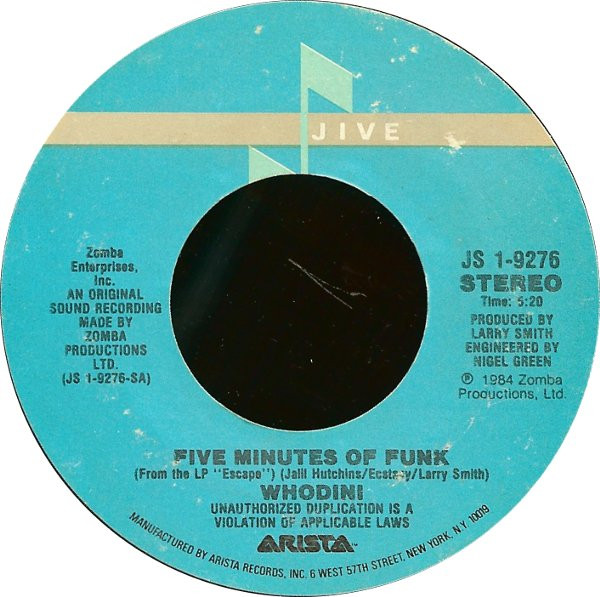 JIVE
Zomba
Enterprises,
Inc.
AN ORIGINAL
SOUND RECORDING
MADE BY
ZOMBA
PRODUCTIONS
LTD.
(JS 1-9276-SA)
JS 1-9276
STEREO
Time: 5:20
PRODUCED BY
LARRY SMITH
ENGINEERED BY
NIGEL GREEN
℗ 1984 Zomba
Productions, Ltd.
FIVE MINUTES OF FUNK
(From the LP "Escape") (Jalil Hutchins/Ecstasy/Larry Smith)
WHODINI
UNAUTHORIZED DUPLICATION IS A
VIOLATION OF APPLICABLE LAWS
ARISTA™
MANUFACTURED BY ARISTA RECORDS, INC. 6 WEST 57TH STREET, NEW YORK, N.Y. 10019